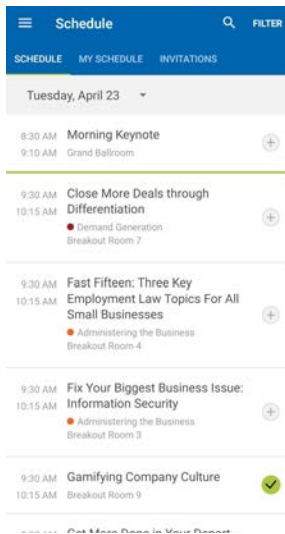 Schedule
FILTER
SCHEDULE MY SCHEDULE INVITATIONS
Tuesday, April 23
8:30 AM Morning Keynote
9:10 AM Grand Ballroom
9:30 AM Close More Deals through
10:15 AM Differentiation
Demand Generation
Breakout Room 7
9:30 AM Fast Fifteen: Three Key
10:15 AM Employment Law Topics For All
Small Businesses
Administering the Business
Breakout Room 4
9:30 AM Fix Your Biggest Business Issue:
10:15 AM Information Security
Administering the Business
Breakout Room 3
9:30 AM Gamifying Company Culture
10:15 AM Breakout Room 9